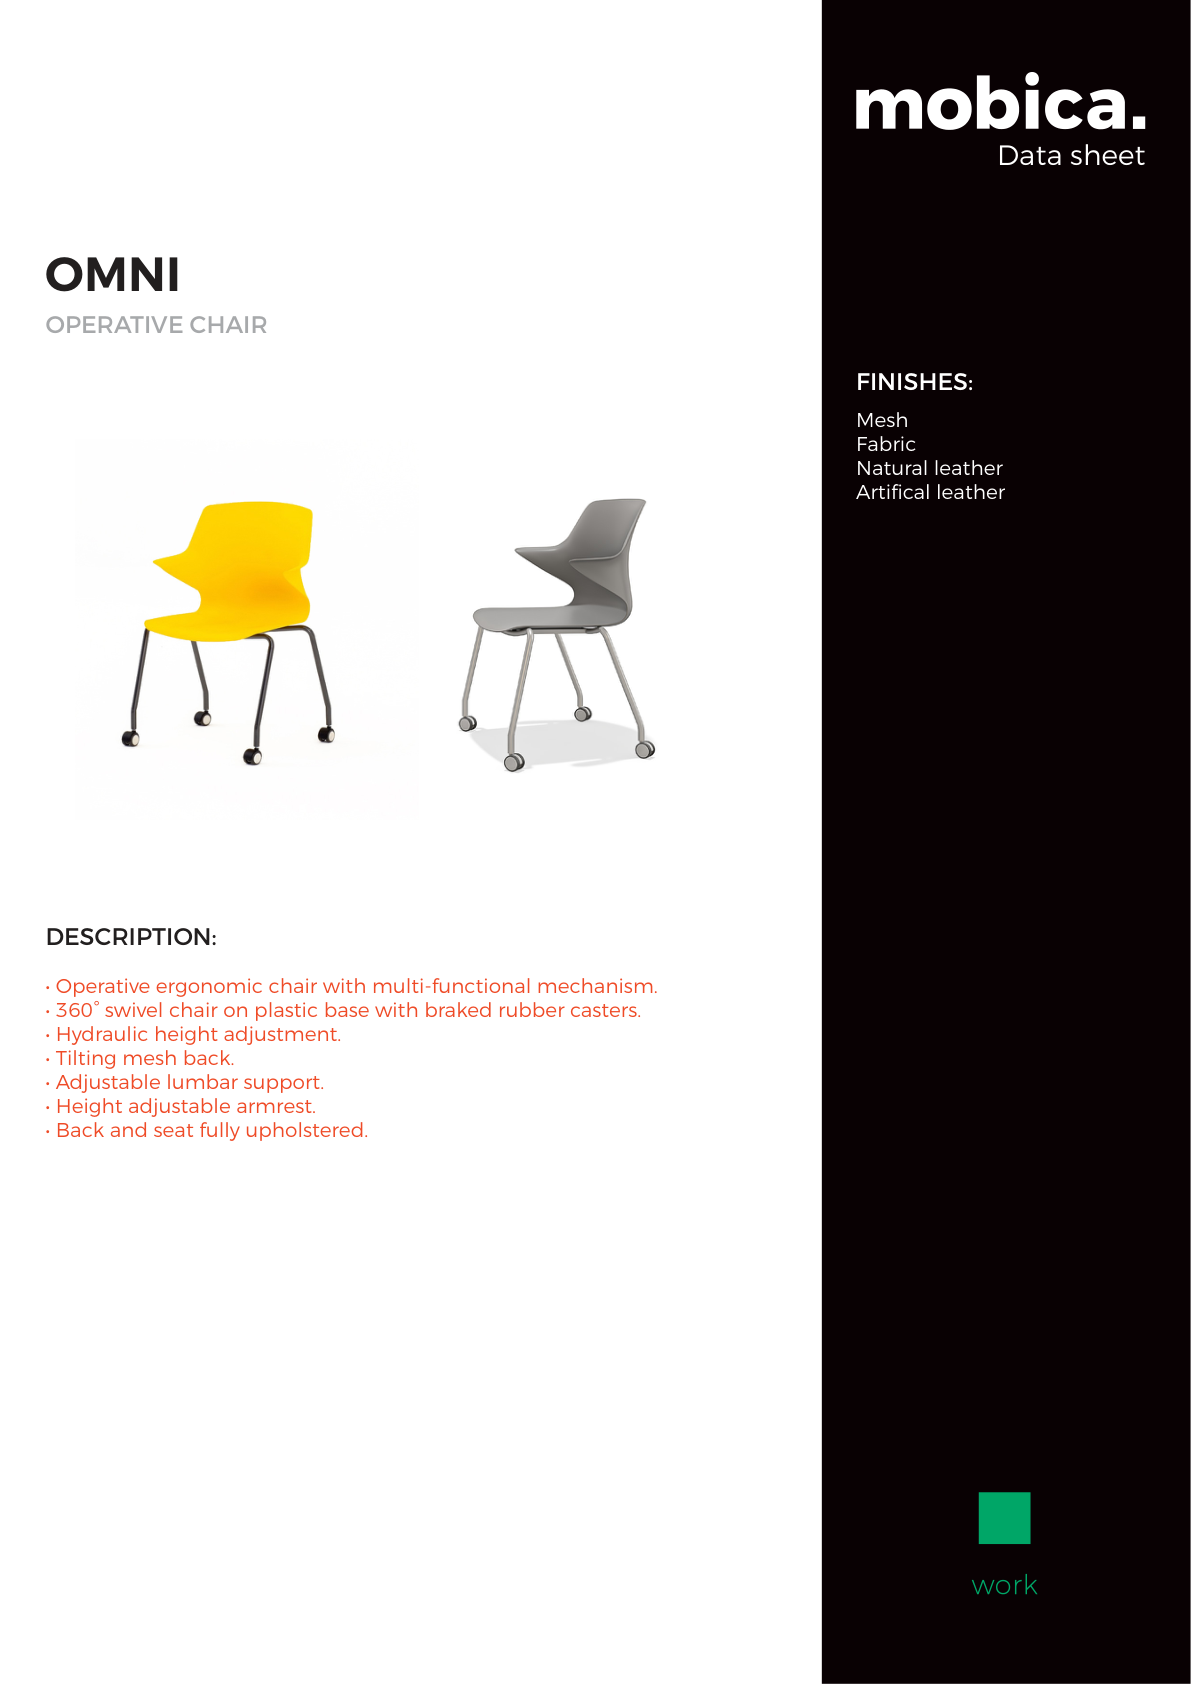 mobica.
Data sheet
OMNI
OPERATIVE CHAIR
FINISHES:
Mesh
Fabric
Natural leather
Artifical leather
DESCRIPTION:
• Operative ergonomic chair with multi-functional mechanism.
• 360° swivel chair on plastic base with braked rubber casters.
• Hydraulic height adjustment.
• Tilting mesh back.
• Adjustable lumbar support.
• Height adjustable armrest.
• Back and seat fully upholstered.
work